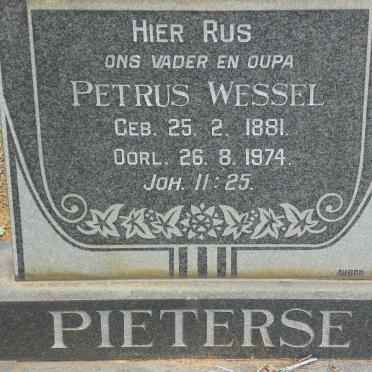 HIER RUS
ONS VADER EN OUPA
PETRUS WESSEL
GEB. 25. 2. 1881.
OORL. 26. 8. 1974.
JOH. 11:25.
PIETERSE